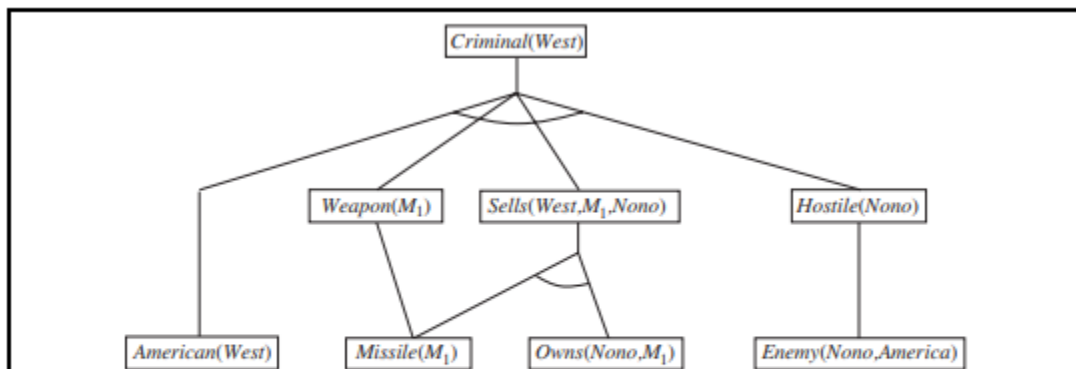 Criminal(West)
Weapon(M1)
Sells(West,M1,Nono)
Hostile(Nono)
American(West)
Missile(M1)
Owns(Nono,M1)
Enemy(Nono,America)